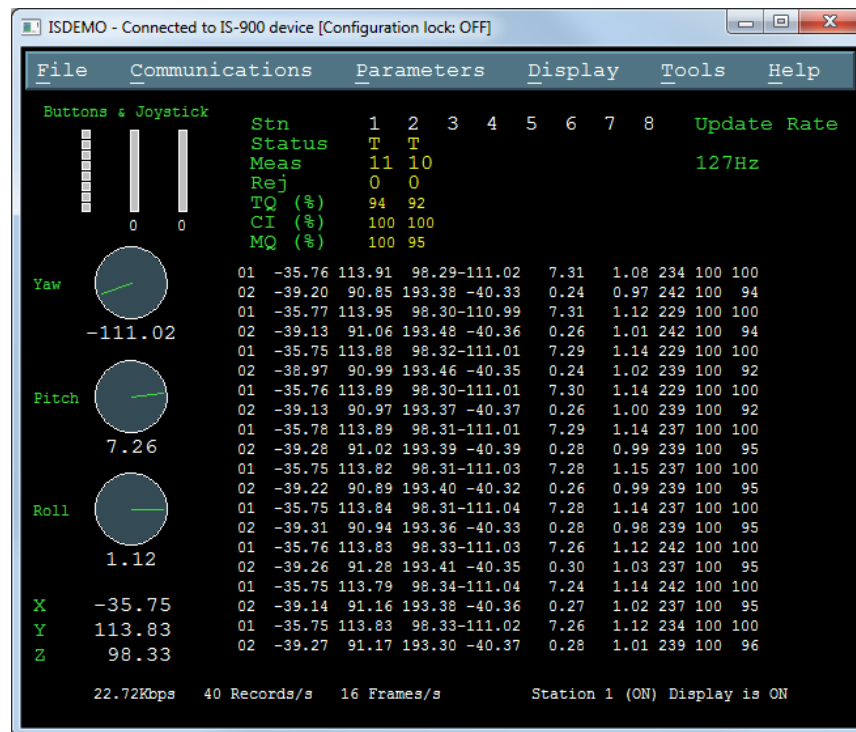 ISDEMO - Connected to IS-900 device [Configuration lock: OFF]
File Communications Parameters Display Tools Help
Buttons & Joystick
0 0
Stn 1 2 3 4 5 6 7 8 Update Rate
Status T T
Meas 11 10 127Hz
Rej 0 0
TQ (%) 94 92
CI (%) 100 100
MQ (%) 100 95
Yaw
-111.02
Pitch
7.26
Roll
1.12
X -35.75
Y 113.83
Z 98.33
01 -35.76 113.91 98.29-111.02 7.31 1.08 234 100 100
02 -39.20 90.85 193.38 -40.33 0.24 0.97 242 100 94
01 -35.77 113.95 98.30-110.99 7.31 1.12 229 100 100
02 -39.13 91.06 193.48 -40.36 0.26 1.01 242 100 94
01 -35.75 113.88 98.32-111.01 7.29 1.14 229 100 100
02 -38.97 90.99 193.46 -40.35 0.24 1.02 239 100 92
01 -35.76 113.89 98.30-111.01 7.30 1.14 229 100 100
02 -39.13 90.97 193.37 -40.37 0.26 1.00 239 100 92
01 -35.78 113.89 98.31-111.01 7.29 1.14 237 100 100
02 -39.28 91.02 193.39 -40.39 0.28 0.99 239 100 95
01 -35.75 113.82 98.31-111.03 7.28 1.15 237 100 100
02 -39.22 90.89 193.40 -40.32 0.26 0.99 239 100 95
01 -35.75 113.84 98.31-111.04 7.28 1.14 237 100 100
02 -39.31 90.94 193.36 -40.33 0.28 0.98 239 100 95
01 -35.76 113.83 98.33-111.03 7.26 1.12 242 100 100
02 -39.26 91.28 193.41 -40.35 0.30 1.03 237 100 95
01 -35.75 113.79 98.34-111.04 7.24 1.14 242 100 100
02 -39.14 91.16 193.38 -40.36 0.27 1.02 237 100 95
01 -35.75 113.83 98.33-111.02 7.26 1.12 234 100 100
02 -39.27 91.17 193.30 -40.37 0.28 1.01 239 100 96
22.72Kbps 40 Records/s 16 Frames/s Station 1 (ON) Display is ON